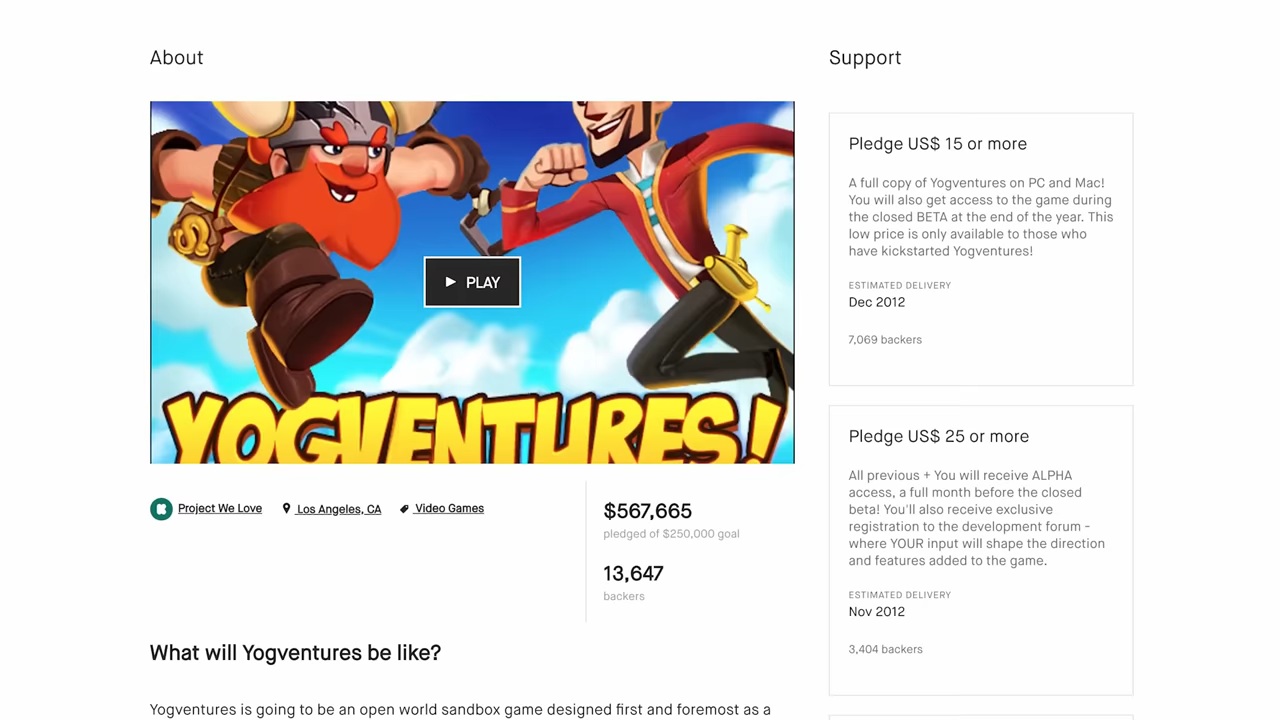 About
YOGVENTURES!
PLAY
Project We Love
Los Angeles, CA
Video Games
$567,665
pledged of $250,000 goal
13,647
backers
What will Yogventures be like?
Yogventures is going to be an open world sandbox game designed first and foremost as a
Support
Pledge US$ 15 or more
A full copy of Yogventures on PC and Mac!
You will also get access to the game during
the closed BETA at the end of the year. This
low price is only available to those who
have kickstarted Yogventures!
ESTIMATED DELIVERY
Dec 2012
7,069 backers
Pledge US$ 25 or more
All previous + You will receive ALPHA
access, a full month before the closed
beta! You'll also receive exclusive
registration to the development forum -
where YOUR input will shape the direction
and features added to the game.
ESTIMATED DELIVERY
Nov 2012
3,404 backers